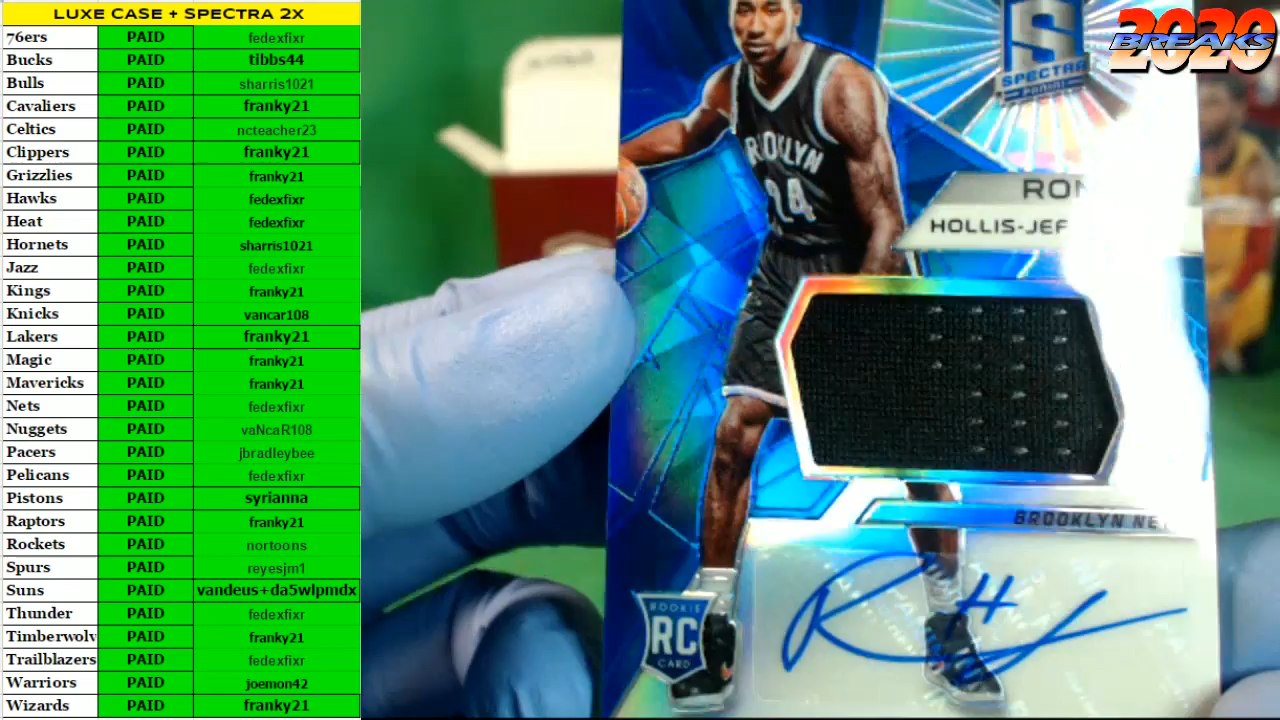 LUXE CASE + SPECTRA 2X
76ers PAID fedexfixr
Bucks PAID tibbs44
Bulls PAID sharris1021
Cavaliers PAID franky21
Celtics PAID ncteacher23
Clippers PAID franky21
Grizzlies PAID franky21
Hawks PAID fedexfixr
Heat PAID fedexfixr
Hornets PAID sharris1021
Jazz PAID fedexfixr
Kings PAID franky21
Knicks PAID vancar108
Lakers PAID franky21
Magic PAID franky21
Mavericks PAID franky21
Nets PAID fedexfixr
Nuggets PAID vaNcaR108
Pacers PAID jbradleybee
Pelicans PAID fedexfixr
Pistons PAID syrianna
Raptors PAID franky21
Rockets PAID nortoons
Spurs PAID reyesjm1
Suns PAID vandeus+da5wlpmdx
Thunder PAID fedexfixr
Timberwolv PAID franky21
Trailblazers PAID fedexfixr
Warriors PAID joemon42
Wizards PAID franky21
2020
BREAKS
S
SPECTRA
PANINI
BROOKLYN
24
RON
HOLLIS-JEF
BROOKLYN NE
ROOKIE
RC
CARD